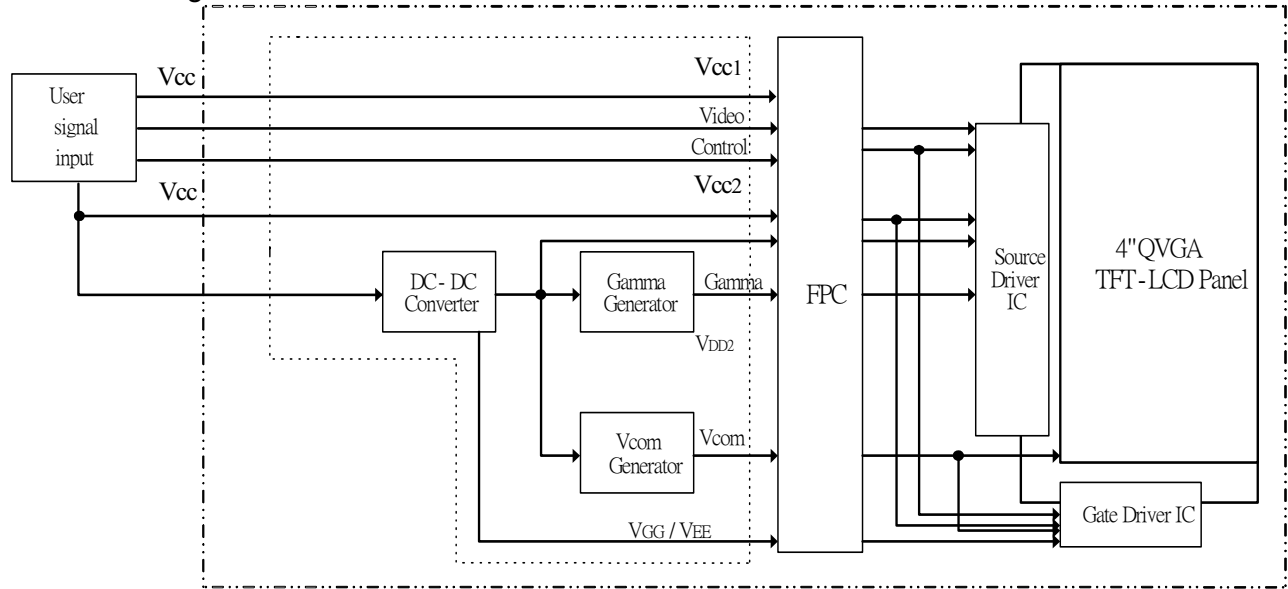 Vcc
Vcc1
User
signal
input
Video
Control
Vcc
Vcc2
DC - DC
Converter
Gamma
Generator
Gamma
VDD2
FPC
Source
Driver
IC
4"QVGA
TFT - LCD Panel
Vcom
Generator
Vcom
VGG / VEE
Gate Driver IC